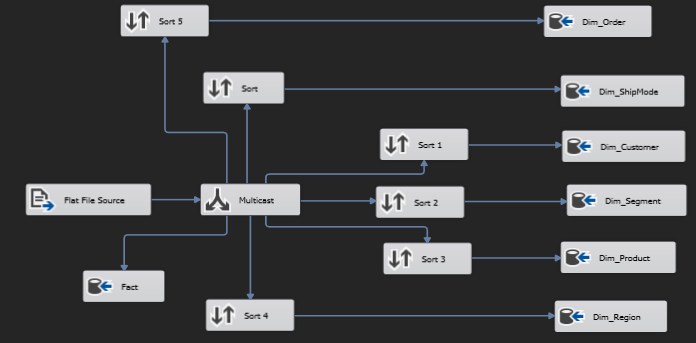 Sort 5
Dim_Order
Sort
Dim_ShipMode
Sort 1
Dim_Customer
Flat File Source
Multicast
Sort 2
Dim_Segment
Sort 3
Dim_Product
Fact
Sort 4
Dim_Region